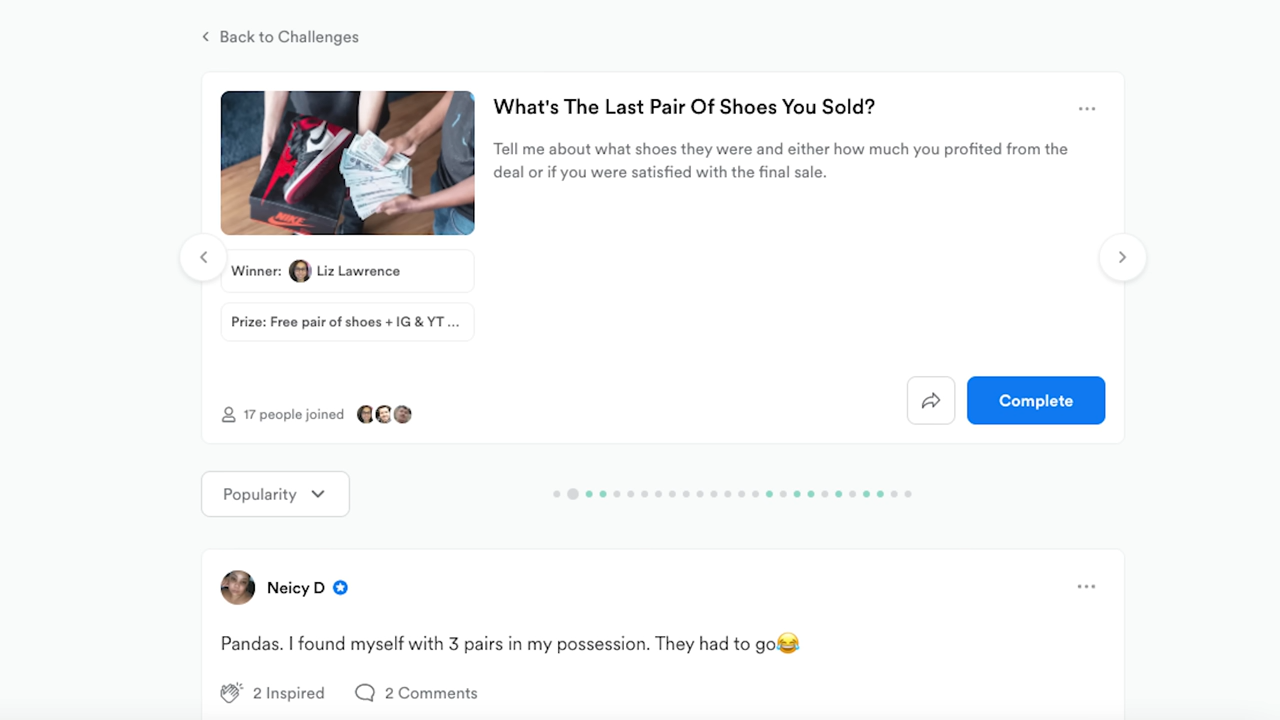 Back to Challenges
What's The Last Pair Of Shoes You Sold?
Tell me about what shoes they were and either how much you profited from the
deal or if you were satisfied with the final sale.
NIKE
Winner: Liz Lawrence
Prize: Free pair of shoes + IG & YT ...
17 people joined
Complete
Popularity
Neicy D
Pandas. I found myself with 3 pairs in my possession. They had to go😂
2 Inspired 2 Comments